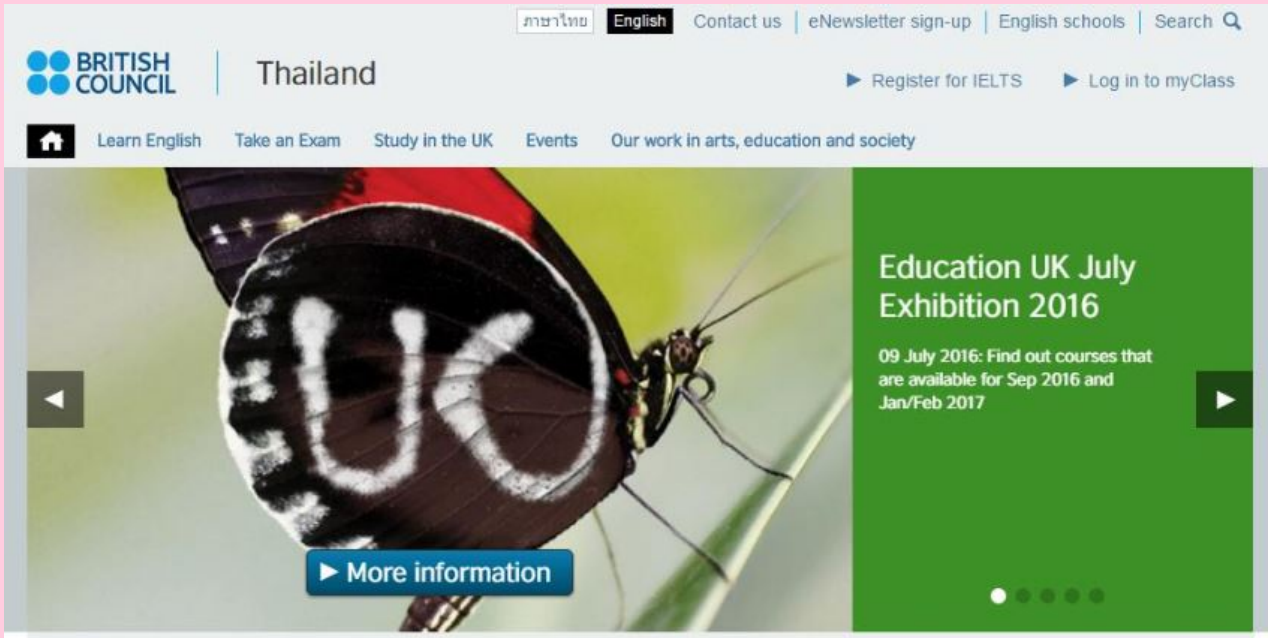 ภาษาไทย English Contact us eNewsletter sign-up English schools Search
BRITISH
COUNCIL
Thailand
Register for IELTS Log in to myClass
Learn English Take an Exam Study in the UK Events Our work in arts, education and society
UK
Education UK July
Exhibition 2016
09 July 2016: Find out courses that
are available for Sep 2016 and
Jan/Feb 2017
More information